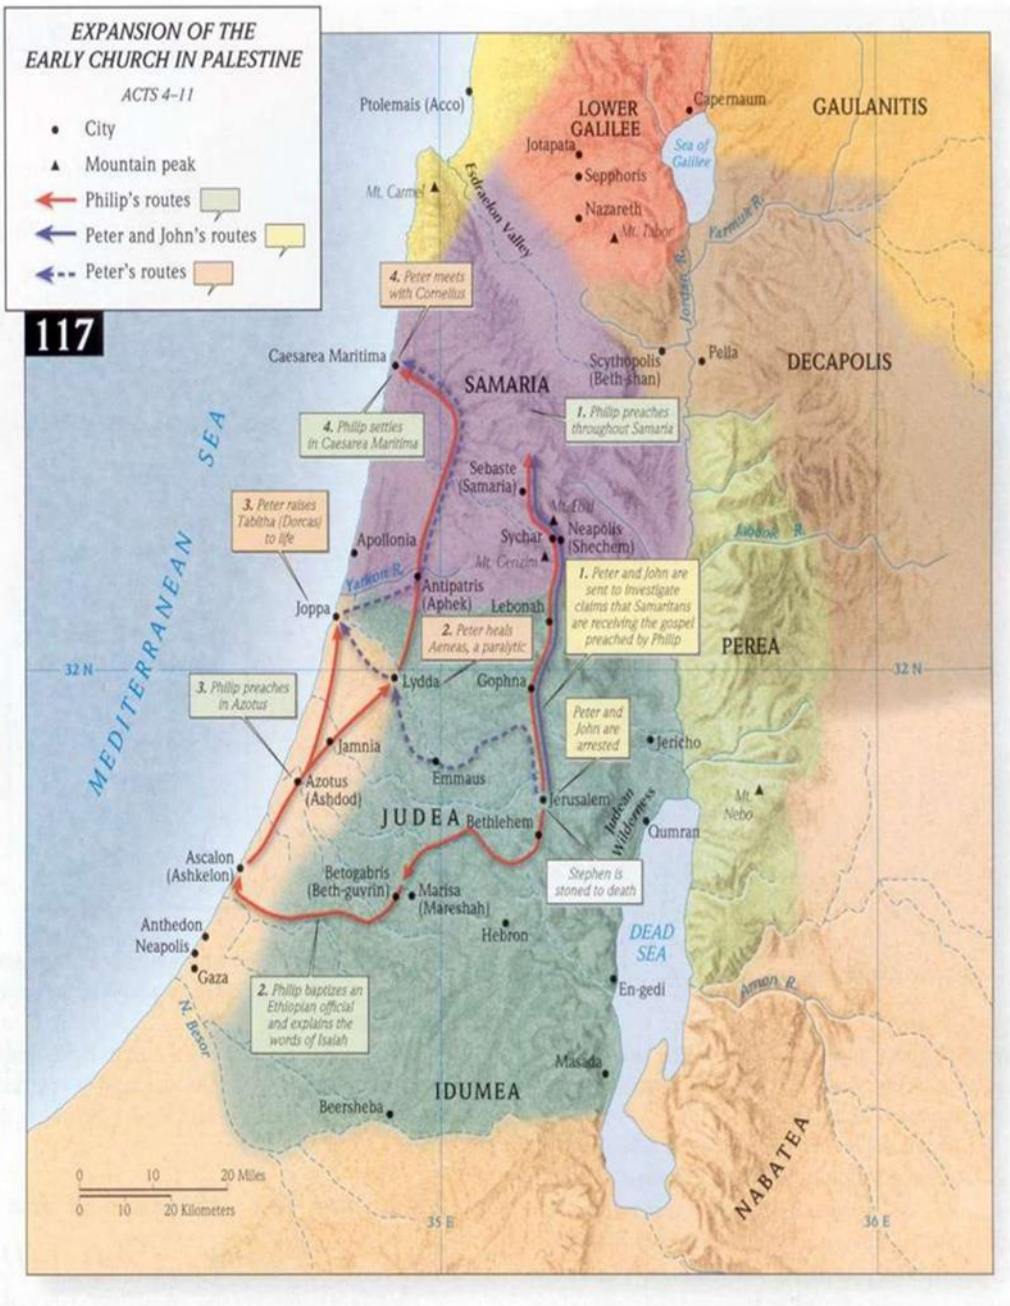 EXPANSION OF THE
EARLY CHURCH IN PALESTINE
ACTS 4–11
City
Mountain peak
Philip's routes
Peter and John's routes
Peter's routes
117
Ptolemais (Acco)
LOWER
GALILEE
Capernaum
GAULANITIS
Jotapata
Sea of
Galilee
Sepphoris
Mt. Carmel
Esdraelon Valley
Nazareth
Mt. Tabor
Yarmuk R.
Jordan R.
4. Peter meets
with Cornelius
Caesarea Maritima
SAMARIA
Scythopolis
(Beth-shan)
Pella
DECAPOLIS
4. Philip settles
in Caesarea Maritima
1. Philip preaches
throughout Samaria
MEDITERRANEAN SEA
Sebaste
(Samaria)
3. Peter raises
Tabitha (Dorcas)
to life
Mt. Ebal
Apollonia
Sychar
Neapolis
(Shechem)
Jabbok R.
Mt. Gerizim
Yarkon R.
Antipatris
(Aphek)
1. Peter and John are
sent to investigate
claims that Samaritans
are receiving the gospel
preached by Philip
Joppa
Lebonah
2. Peter heals
Aeneas, a paralytic
PEREA
32 N
32 N
Lydda
Gophna
3. Philip preaches
in Azotus
Peter and
John are
arrested
Jamnia
Jericho
Emmaus
Azotus
(Ashdod)
Jerusalem
Mt.
Nebo
JUDEA
Bethlehem
Judean
Wilderness
Qumran
Ascalon
(Ashkelon)
Betogabris
(Beth-guvrin)
Marisa
(Mareshah)
Stephen is
stoned to death
Anthedon
Neapolis
Hebron
DEAD
SEA
Gaza
En-gedi
Arnon R.
2. Philip baptizes an
Ethiopian official
and explains the
words of Isaiah
N. Besor
Masada
IDUMEA
Beersheba
NABATEA
0 10 20 Miles
0 10 20 Kilometers
35 E
36 E